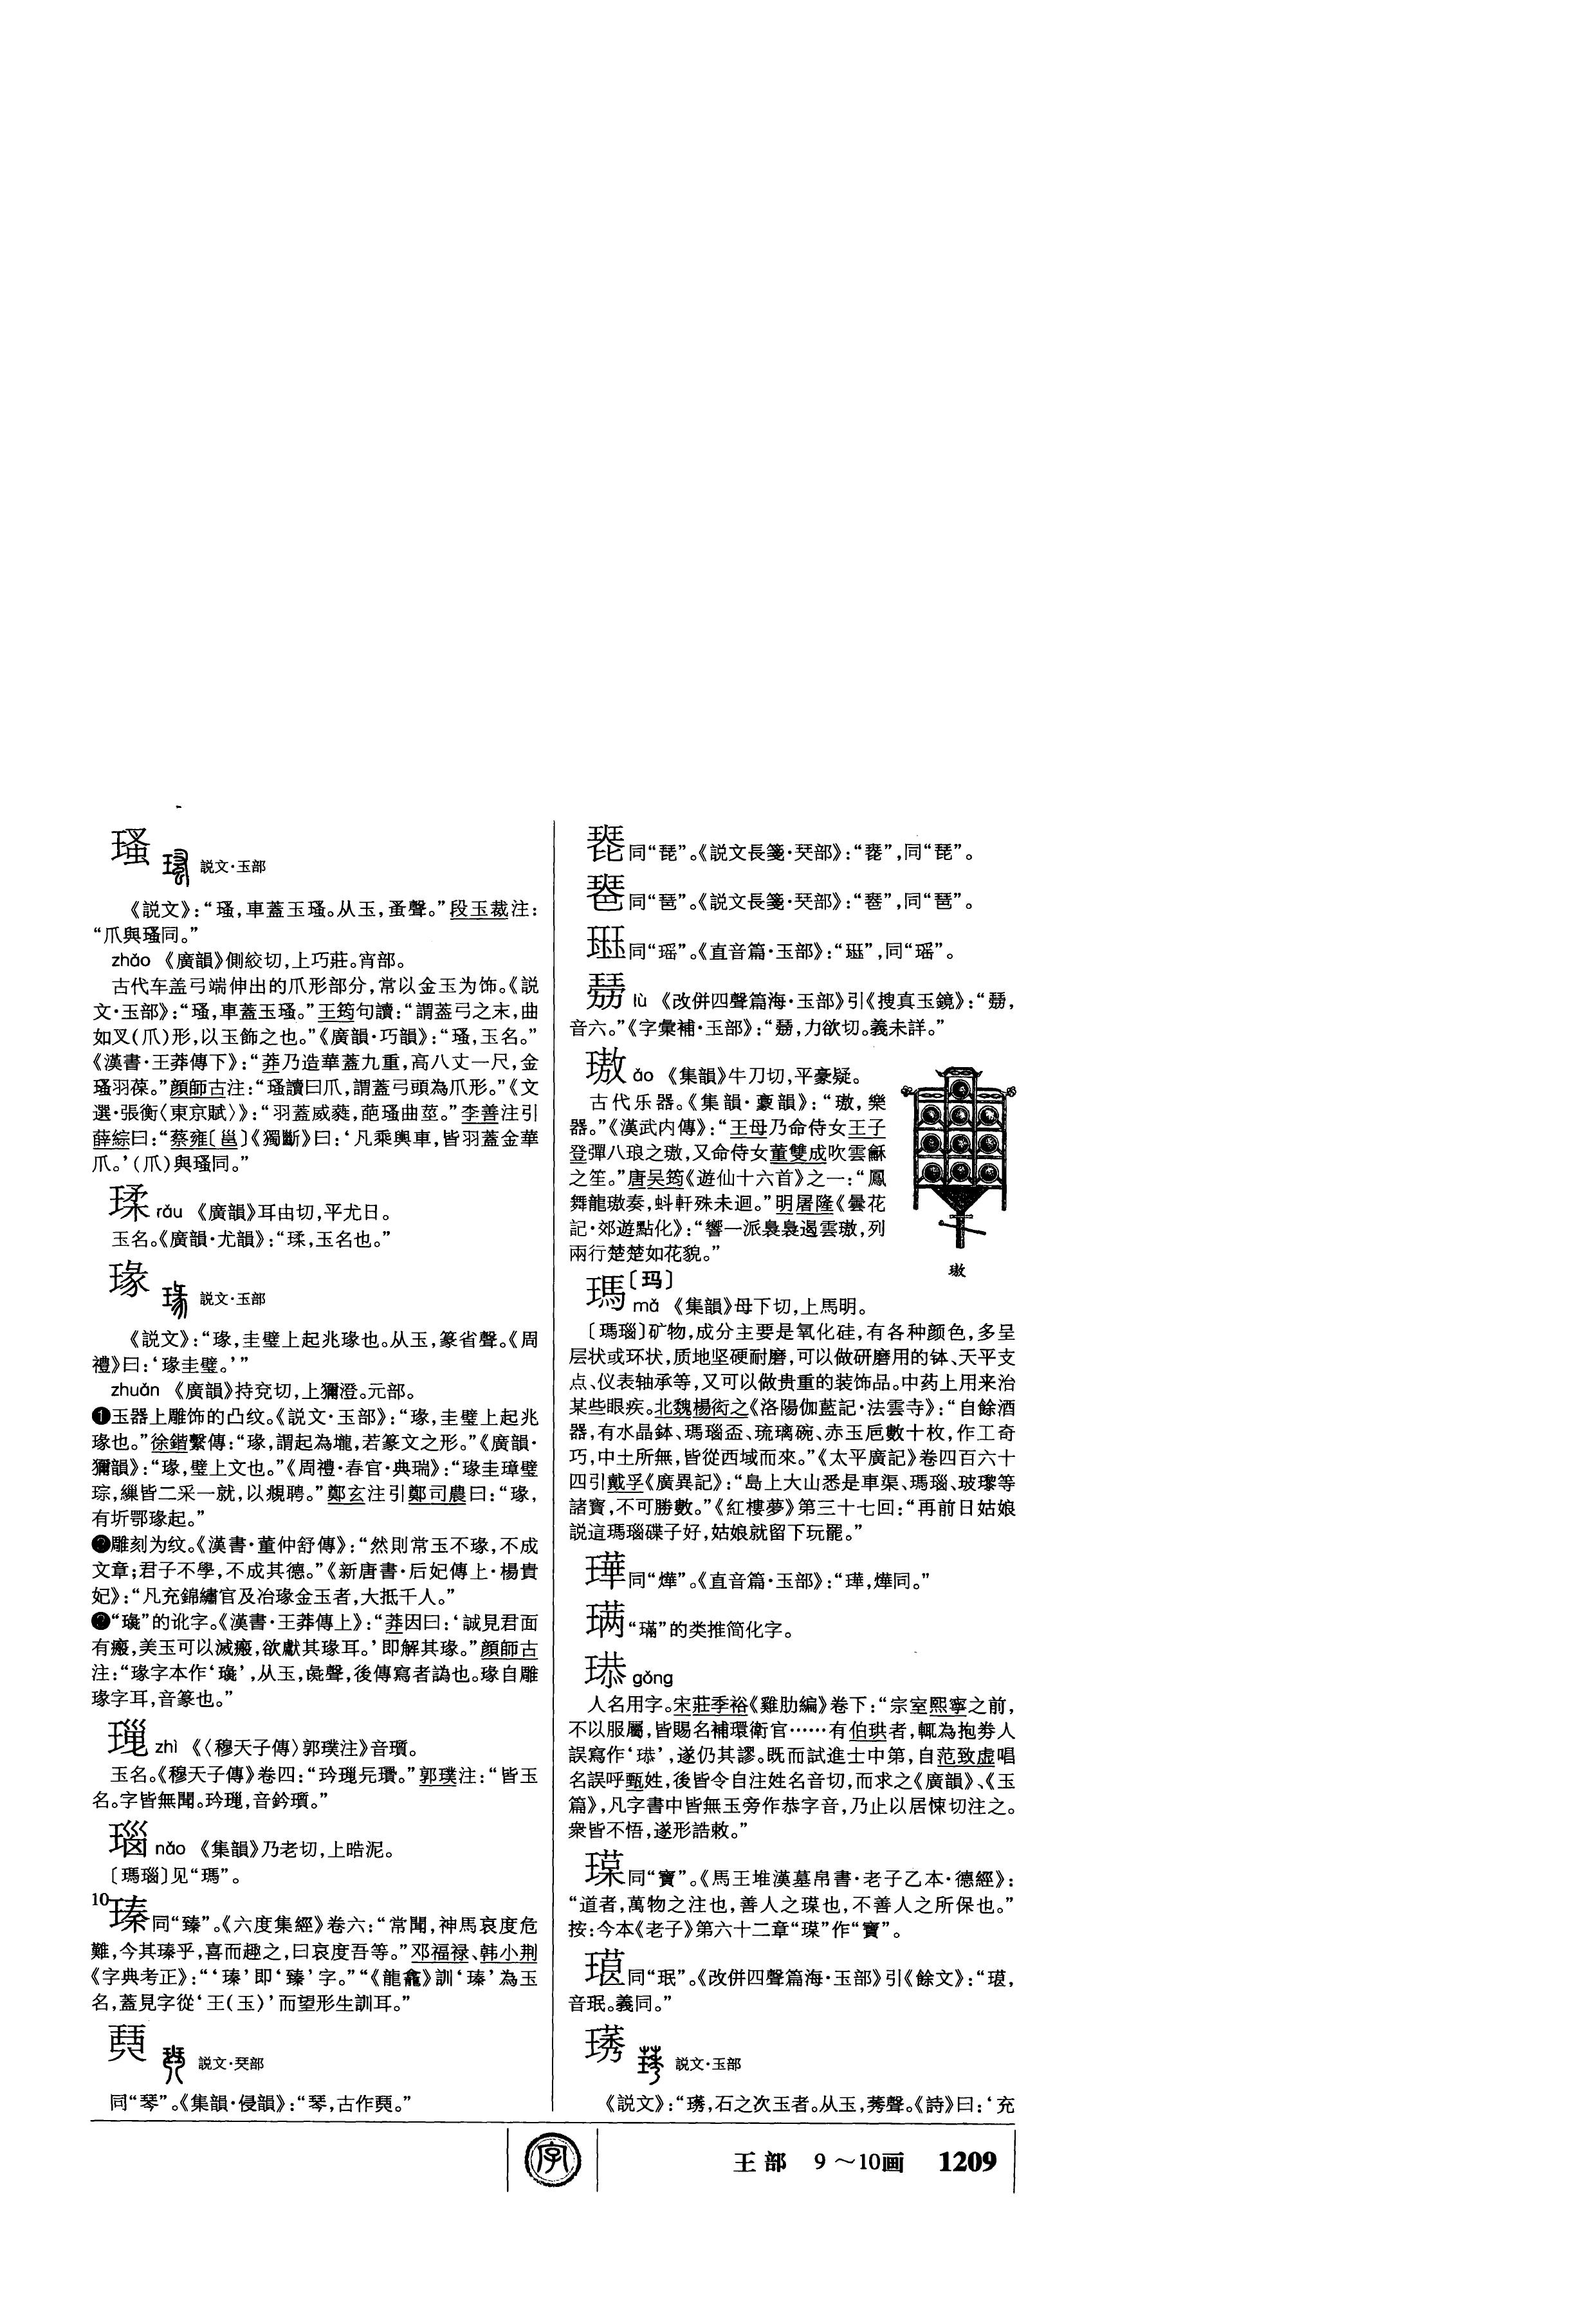 瑵 説文·玉部
《説文》：“瑵，車蓋玉瑵。从玉，蚤聲。”段玉裁注：
“爪與瑵同。”
zhǎo 《廣韻》側絞切，上巧莊。宵部。
古代车盖弓端伸出的爪形部分，常以金玉为饰。《説
文·玉部》：“瑵，車蓋玉瑵。”王筠句讀：“謂蓋弓之末，曲
如叉（爪）形，以玉飾之也。”《廣韻·巧韻》：“瑵，玉名。”
《漢書·王莽傳下》：“莽乃造華蓋九重，高八丈一尺，金
瑵羽葆。”顔師古注：“瑵讀曰爪，謂蓋弓頭為爪形。”《文
選·張衡〈東京賦〉》：“羽蓋威蕤，葩瑵曲莖。”李善注引
薛綜曰：“蔡雍〔邕〕《獨斷》曰：‘凡乘輿車，皆羽蓋金華
爪。’（爪）與瑵同。”
瑈 rǒu 《廣韻》耳由切，平尤日。
玉名。《廣韻·尤韻》：“瑈，玉名也。”
瑑 説文·玉部
《説文》：“瑑，圭璧上起兆瑑也。从玉，篆省聲。《周
禮》曰：‘瑑圭璧。’”
zhuàn 《廣韻》持兗切，上獮澄。元部。
❶玉器上雕饰的凸纹。《説文·玉部》：“瑑，圭璧上起兆
瑑也。”徐鍇繫傳：“瑑，謂起為壠，若篆文之形。”《廣韻·
獮韻》：“瑑，璧上文也。”《周禮·春官·典瑞》：“瑑圭璋璧
琮，繅皆二采一就，以覜聘。”鄭玄注引鄭司農曰：“瑑，
有圻鄂瑑起。”
❷雕刻为纹。《漢書·董仲舒傳》：“然則常玉不瑑，不成
文章；君子不學，不成其德。”《新唐書·后妃傳上·楊貴
妃》：“凡充錦繡官及冶瑑金玉者，大抵千人。”
❸“璏”的讹字。《漢書·王莽傳上》：“莽因曰：‘誠見君面
有瘢，美玉可以滅瘢，欲獻其瑑耳。’即解其瑑。”顔師古
注：“瑑字本作‘璏’，从玉，彘聲，後傳寫者譌也。瑑自雕
瑑字耳，音篆也。”
zhì 《〈穆天子傳〉郭璞注》音瓆。
玉名。《穆天子傳》卷四：“玪元瓚。”郭璞注：“皆玉
名。字皆無聞。玪，音鈐瓆。”
瑙 nǎo 《集韻》乃老切，上晧泥。
〔瑪瑙〕见“瑪”。
10
瑧 同“臻”。《六度集經》卷六：“常聞，神馬哀度危
難，今其瑧乎，喜而趣之，曰哀度吾等。”邓福禄、韩小荆
《字典考正》：“‘瑧’即‘臻’字。”“《龍龕》訓‘瑧’為玉
名，蓋見字從‘王（玉）’而望形生訓耳。”
説文·珡部
同“琴”。《集韻·侵韻》：“琴，古作。”
同“琵”。《説文長箋·珡部》：“”，同“琵”。
同“琶”。《説文長箋·珡部》：“”，同“琶”。
同“瑶”。《直音篇·玉部》：“”，同“瑶”。
lù 《改併四聲篇海·玉部》引《搜真玉鏡》：“，
音六。”《字彙補·玉部》：“，力欲切。義未詳。”
璈 áo 《集韻》牛刀切，平豪疑。
古代乐器。《集韻·豪韻》：“璈，樂
器。”《漢武内傳》：“王母乃命侍女王子
登彈八琅之璈，又命侍女董雙成吹雲龢
之笙。”唐吴筠《遊仙十六首》之一：“鳳
舞龍璈奏，蚪軒殊未迴。”明屠隆《曇花
記·郊遊點化》：“響一派裊裊遏雲璈，列
兩行楚楚如花貌。”
璈
瑪〔玛〕
mǎ 《集韻》母下切，上馬明。
〔瑪瑙〕矿物，成分主要是氧化硅，有各种颜色，多呈
层状或环状，质地坚硬耐磨，可以做研磨用的钵、天平支
点、仪表轴承等，又可以做贵重的装饰品。中药上用来治
某些眼疾。北魏楊衒之《洛陽伽藍記·法雲寺》：“自餘酒
器，有水晶鉢、瑪瑙盃、琉璃碗、赤玉巵數十枚，作工奇
巧，中土所無，皆從西域而來。”《太平廣記》卷四百六十
四引戴孚《廣異記》：“島上大山悉是車渠、瑪瑙、玻瓈等
諸寶，不可勝數。”《紅樓夢》第三十七回：“再前日姑娘
説這瑪瑙碟子好，姑娘就留下玩罷。”
瑋 同“燁”。《直音篇·玉部》：“，燁同。”
“璊”的类推简化字。
gǒng
人名用字。宋莊季裕《雞肋編》卷下：“宗室熙寧之前，
不以服屬，皆賜名補環衛官……有伯珙者，輒為抱券人
誤寫作‘’，遂仍其謬。既而試進士中第，自范致虚唱
名誤呼甄姓，後皆令自注姓名音切，而求之《廣韻》、《玉
篇》，凡字書中皆無玉旁作恭字音，乃止以居悚切注之。
衆皆不悟，遂形誥敕。”
同“寶”。《馬王堆漢墓帛書·老子乙本·德經》：
“道者，萬物之注也，善人之也，不善人之所保也。”
按：今本《老子》第六十二章“”作“寶”。
同“珉”。《改併四聲篇海·玉部》引《餘文》：“，
音珉。義同。”
説文·玉部
《説文》：“，石之次玉者。从玉，莠聲。《詩》曰：‘充
字
王部 9～10画 1209